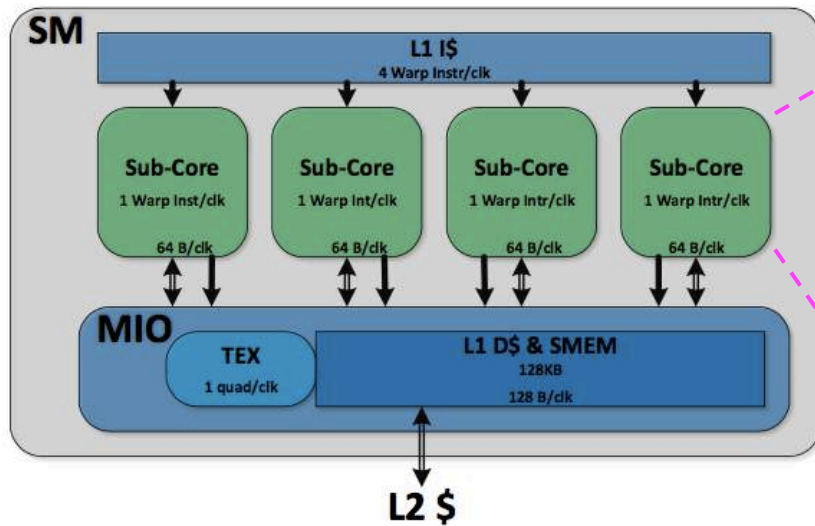 SM
L1 I$
4 Warp Instr/clk
Sub-Core
1 Warp Inst/clk
64 B/clk
Sub-Core
1 Warp Int/clk
64 B/clk
Sub-Core
1 Warp Intr/clk
64 B/clk
Sub-Core
1 Warp Intr/clk
64 B/clk
MIO
TEX
1 quad/clk
L1 D$ & SMEM
128KB
128 B/clk
L2 $